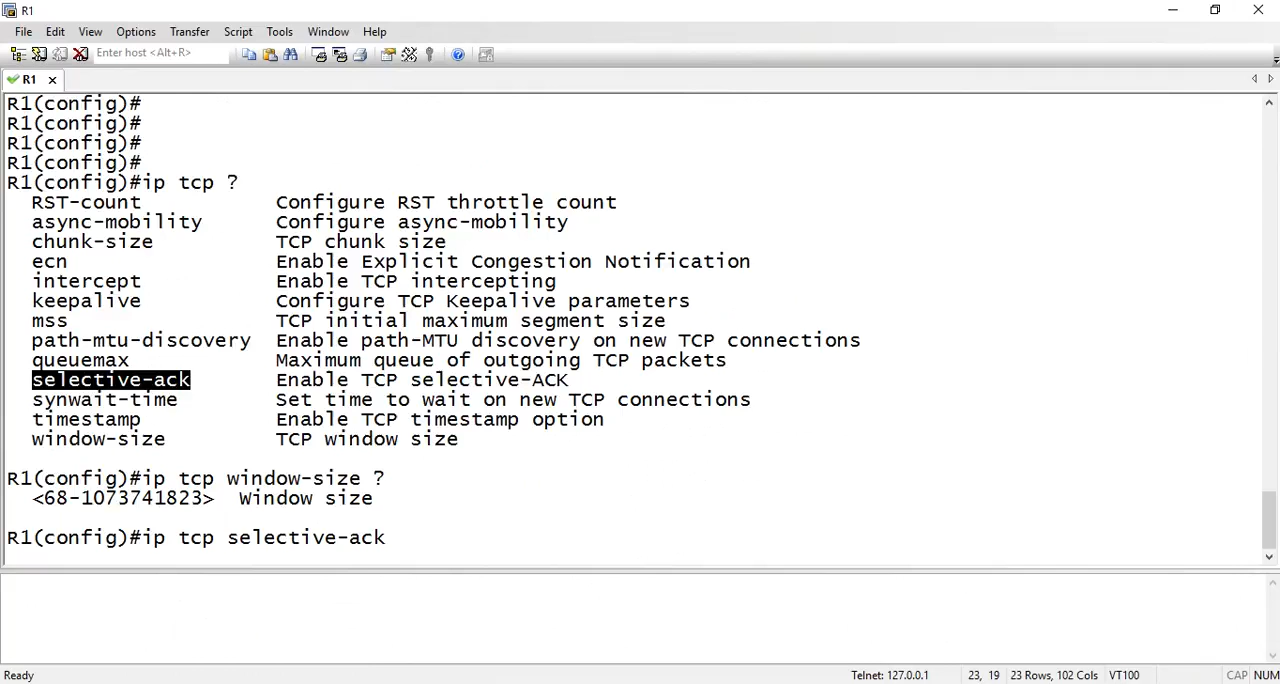 R1
File Edit View Options Transfer Script Tools Window Help
Enter host <Alt+R>
R1
R1(config)#
R1(config)#
R1(config)#
R1(config)#
R1(config)#ip tcp ?
RST-count Configure RST throttle count
async-mobility Configure async-mobility
chunk-size TCP chunk size
ecn Enable Explicit Congestion Notification
intercept Enable TCP intercepting
keepalive Configure TCP Keepalive parameters
mss TCP initial maximum segment size
path-mtu-discovery Enable path-MTU discovery on new TCP connections
queuemax Maximum queue of outgoing TCP packets
selective-ack Enable TCP selective-ACK
synwait-time Set time to wait on new TCP connections
timestamp Enable TCP timestamp option
window-size TCP window size
R1(config)#ip tcp window-size ?
<68-1073741823> Window size
R1(config)#ip tcp selective-ack
Ready Telnet: 127.0.0.1 23, 19 23 Rows, 102 Cols VT100 CAP NUM